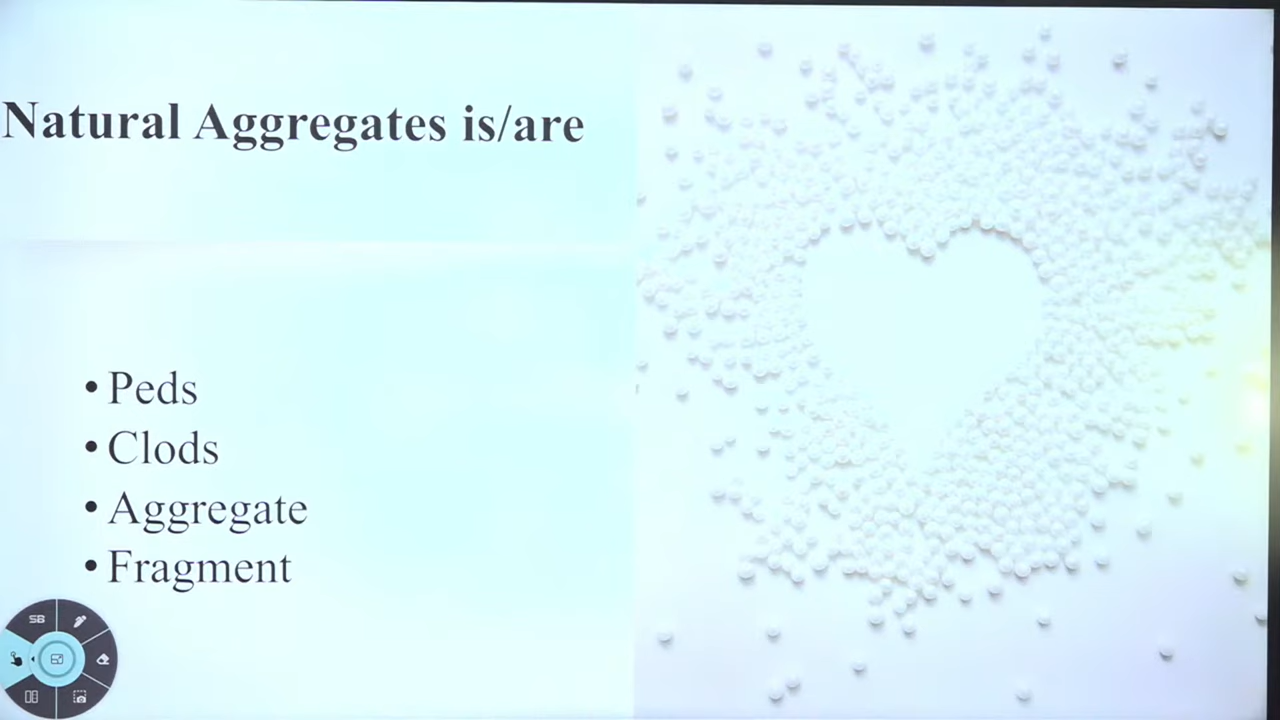 Natural Aggregates is/are
• Peds
• Clods
• Aggregate
• Fragment
SB